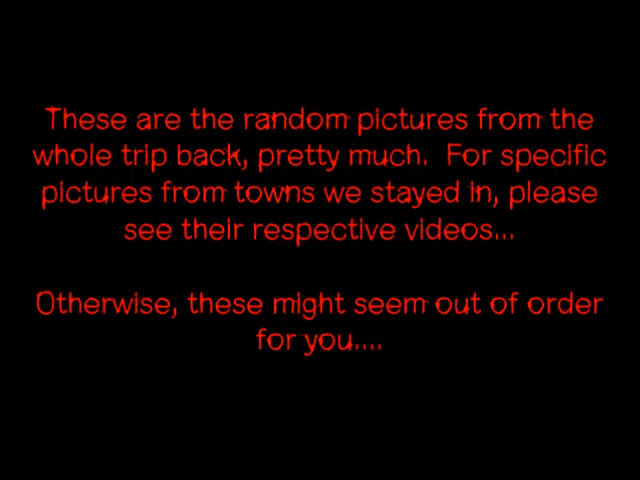 These are the random pictures from the
whole trip back, pretty much.  For specific
pictures from towns we stayed in, please
see their respective videos...
Otherwise, these might seem out of order
for you....